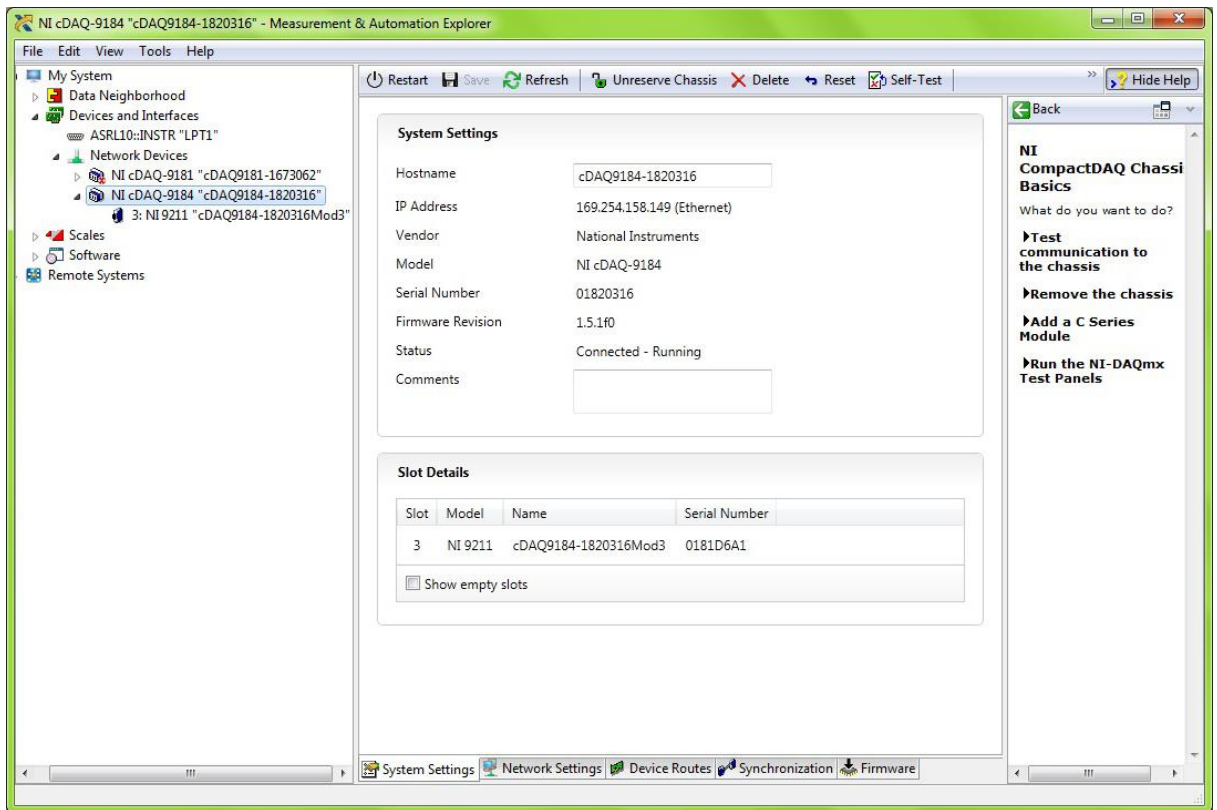 NI cDAQ-9184 "cDAQ9184-1820316" - Measurement & Automation Explorer
File Edit View Tools Help
My System
Data Neighborhood
Devices and Interfaces
ASRL10::INSTR "LPT1"
Network Devices
NI cDAQ-9181 "cDAQ9181-1673062"
NI cDAQ-9184 "cDAQ9184-1820316"
3: NI 9211 "cDAQ9184-1820316Mod3"
Scales
Software
Remote Systems
Restart Save Refresh Unreserve Chassis Delete Reset Self-Test
System Settings
Hostname cDAQ9184-1820316
IP Address 169.254.158.149 (Ethernet)
Vendor National Instruments
Model NI cDAQ-9184
Serial Number 01820316
Firmware Revision 1.5.1f0
Status Connected - Running
Comments
Slot Details
Slot Model Name Serial Number
3 NI 9211 cDAQ9184-1820316Mod3 0181D6A1
Show empty slots
System Settings Network Settings Device Routes Synchronization Firmware
» Hide Help
Back
NI
CompactDAQ Chassi
Basics
What do you want to do?
Test
communication to
the chassis
Remove the chassis
Add a C Series
Module
Run the NI-DAQmx
Test Panels